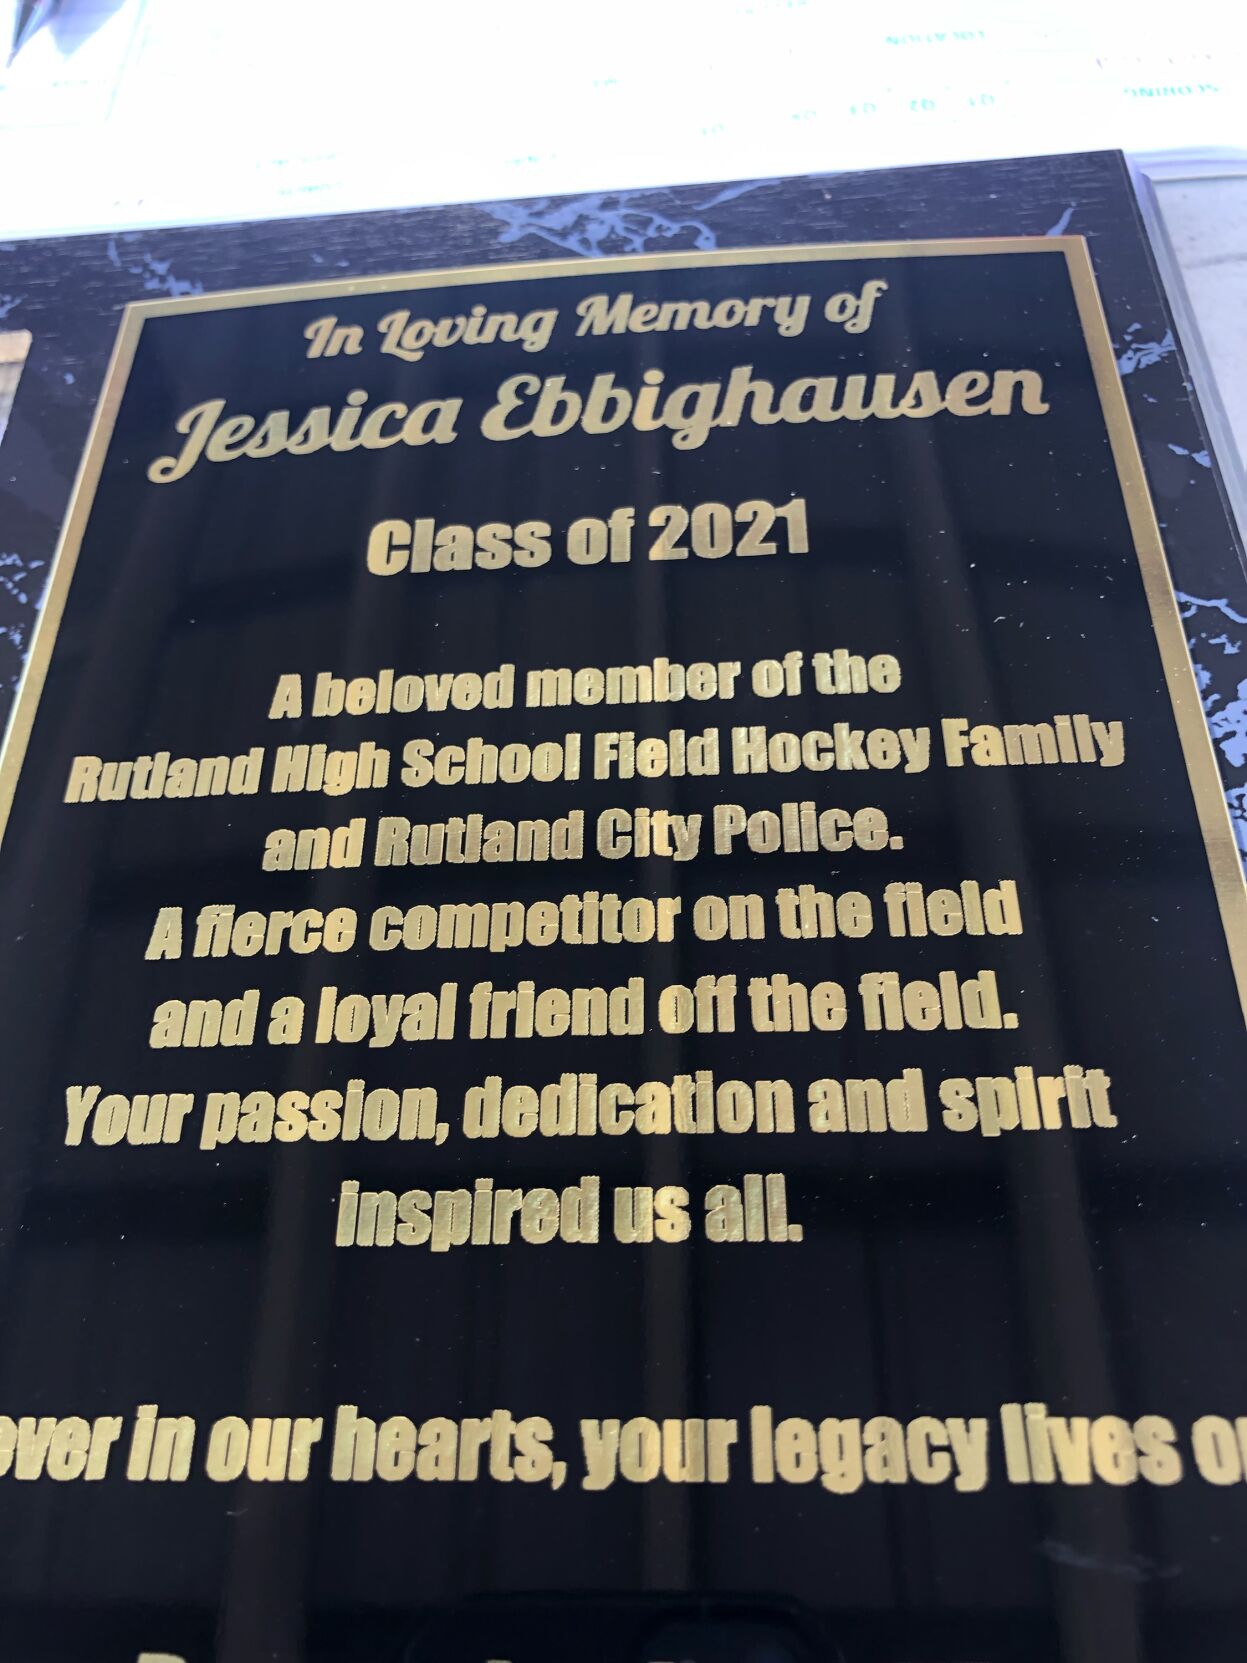 In Loving Memory of
Jessica Ebbighausen
Class of 2021
A beloved member of the
Rutland High School Field Hockey Family
and Rutland City Police.
A fierce competitor on the field
and a loyal friend off the field.
Your passion, dedication and spirit
inspired us all.
ever in our hearts, your legacy lives on